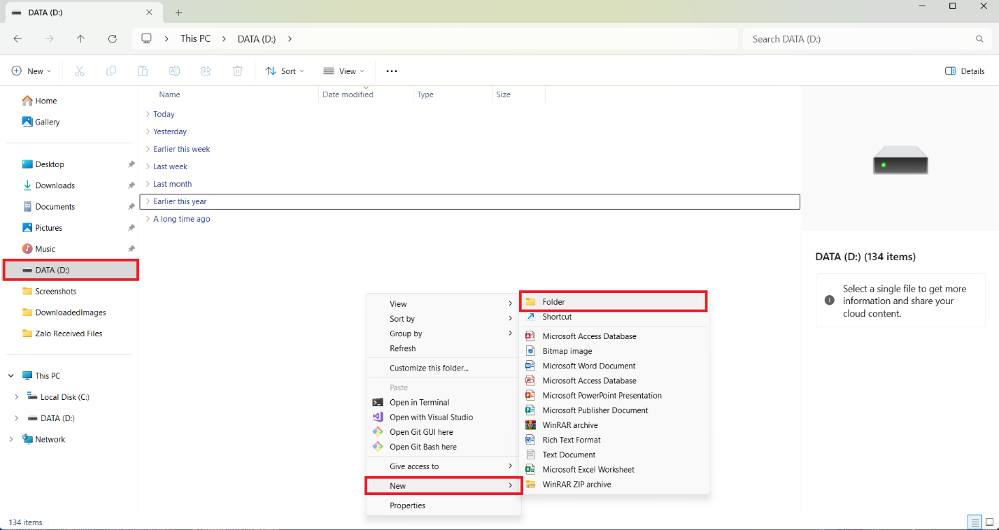 DATA (D:)
This PC
DATA (D:)
Search DATA (D:)
New
Sort
View
Details
Name
Date modified
Type
Size
Home
Gallery
Desktop
Downloads
Documents
Pictures
Music
DATA (D:)
Screenshots
DownloadedImages
Zalo Received Files
This PC
Local Disk (C:)
DATA (D:)
Network
Today
Yesterday
Earlier this week
Last week
Last month
Earlier this year
A long time ago
View
Sort by
Group by
Refresh
Customize this folder...
Paste
Open in Terminal
Open with Visual Studio
Open Git GUI here
Open Git Bash here
Give access to
New
Properties
Folder
Shortcut
Microsoft Access Database
Bitmap image
Microsoft Word Document
Microsoft Access Database
Microsoft PowerPoint Presentation
Microsoft Publisher Document
WinRAR archive
Rich Text Format
Text Document
Microsoft Excel Worksheet
WinRAR ZIP archive
DATA (D:) (134 items)
Select a single file to get more
information and share your
cloud content.
134 items